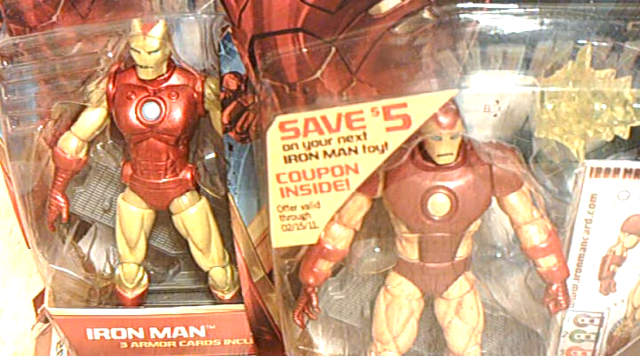 SAVE $5
on your next
IRON MAN toy!
COUPON
INSIDE!
Offer valid
through
02/15/11.
IRON MAN™
3 ARMOR CARDS INCLU
IRON MA
www.ironmancard.com